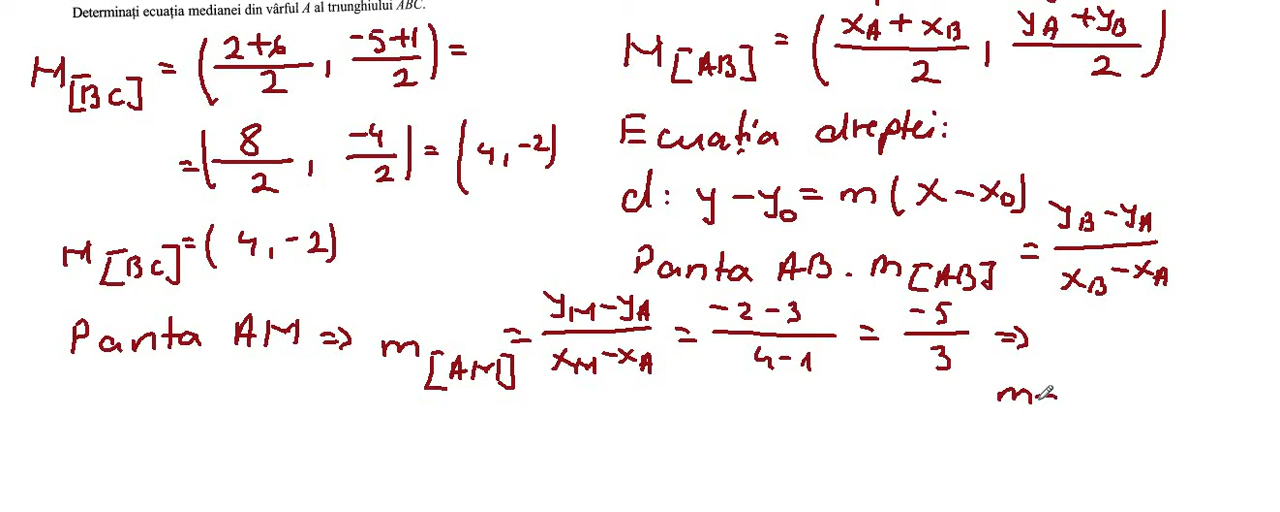 Determinați ecuația medianei din vârful A al triunghiului ABC.
M[BC] = (2+6/2, -5+1/2) =
= (8/2, -4/2) = (4, -2)
M[BC] = (4, -2)
M[AB] = (xA + xB/2, yA + yB/2)
Ecuația dreptei:
d: y - y₀ = m(x - x₀)
Panta AB. m[AB] = yB - yA/xB - xA
Panta AM => m[AM] = yM - yA/xM - xA = -2-3/4-1 = -5/3 =>
m